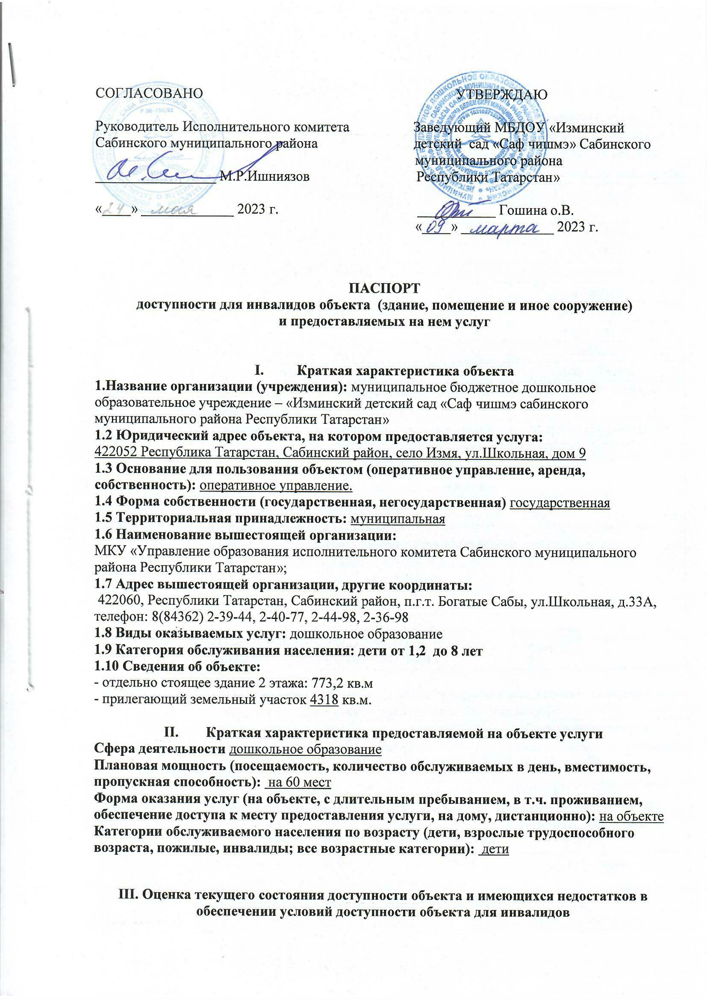 СОГЛАСОВАНО
Руководитель Исполнительного комитета
Сабинского муниципального района
М.Р.Ишниязов
«24» мая 2023 г.
УТВЕРЖДАЮ
Заведующий МБДОУ «Изминский
детский сад «Саф чишмэ» Сабинского
муниципального района
Республики Татарстан»
Гошина о.В.
«09» марта 2023 г.
ПАСПОРТ
доступности для инвалидов объекта (здание, помещение и иное сооружение)
и предоставляемых на нем услуг
I. Краткая характеристика объекта
1.Название организации (учреждения): муниципальное бюджетное дошкольное
образовательное учреждение – «Изминский детский сад «Саф чишмэ сабинского
муниципального района Республики Татарстан»
1.2 Юридический адрес объекта, на котором предоставляется услуга:
422052 Республика Татарстан, Сабинский район, село Измя, ул.Школьная, дом 9
1.3 Основание для пользования объектом (оперативное управление, аренда,
собственность): оперативное управление.
1.4 Форма собственности (государственная, негосударственная) государственная
1.5 Территориальная принадлежность: муниципальная
1.6 Наименование вышестоящей организации:
МКУ «Управление образования исполнительного комитета Сабинского муниципального
района Республики Татарстан»;
1.7 Адрес вышестоящей организации, другие координаты:
422060, Республики Татарстан, Сабинский район, п.г.т. Богатые Сабы, ул.Школьная, д.33А,
телефон: 8(84362) 2-39-44, 2-40-77, 2-44-98, 2-36-98
1.8 Виды оказываемых услуг: дошкольное образование
1.9 Категория обслуживания населения: дети от 1,2 до 8 лет
1.10 Сведения об объекте:
- отдельно стоящее здание 2 этажа: 773,2 кв.м
- прилегающий земельный участок 4318 кв.м.
II. Краткая характеристика предоставляемой на объекте услуги
Сфера деятельности дошкольное образование
Плановая мощность (посещаемость, количество обслуживаемых в день, вместимость,
пропускная способность): на 60 мест
Форма оказания услуг (на объекте, с длительным пребыванием, в т.ч. проживанием,
обеспечение доступа к месту предоставления услуги, на дому, дистанционно): на объекте
Категории обслуживаемого населения по возрасту (дети, взрослые трудоспособного
возраста, пожилые, инвалиды; все возрастные категории): дети
III. Оценка текущего состояния доступности объекта и имеющихся недостатков в
обеспечении условий доступности объекта для инвалидов